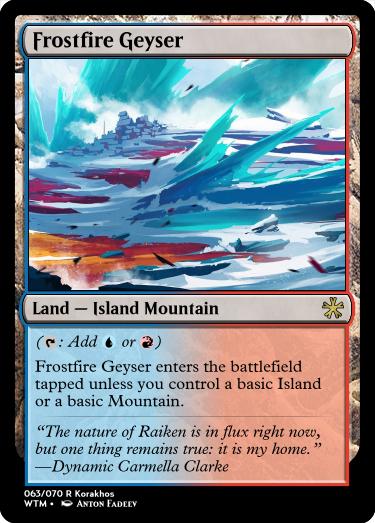 Frostfire Geyser
Land — Island Mountain
(: Add or )
Frostfire Geyser enters the battlefield
tapped unless you control a basic Island
or a basic Mountain.
“The nature of Raiken is in flux right now,
but one thing remains true: it is my home.”
—Dynamic Carmella Clarke
063/070 R Korakhos
WTM • Anton Fadeev